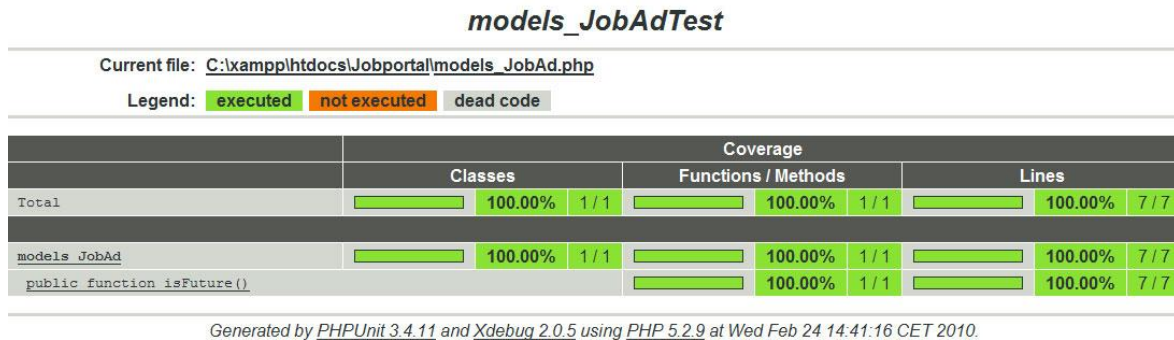 models_JobAdTest
Current file: C:\xampp\htdocs\Jobportal\models_JobAd.php
Legend: executed not executed dead code
Coverage
Classes Functions / Methods Lines
Total 100.00% 1 / 1 100.00% 1 / 1 100.00% 7 / 7
models_JobAd 100.00% 1 / 1 100.00% 1 / 1 100.00% 7 / 7
public function isFuture() 100.00% 1 / 1 100.00% 7 / 7
Generated by PHPUnit 3.4.11 and Xdebug 2.0.5 using PHP 5.2.9 at Wed Feb 24 14:41:16 CET 2010.